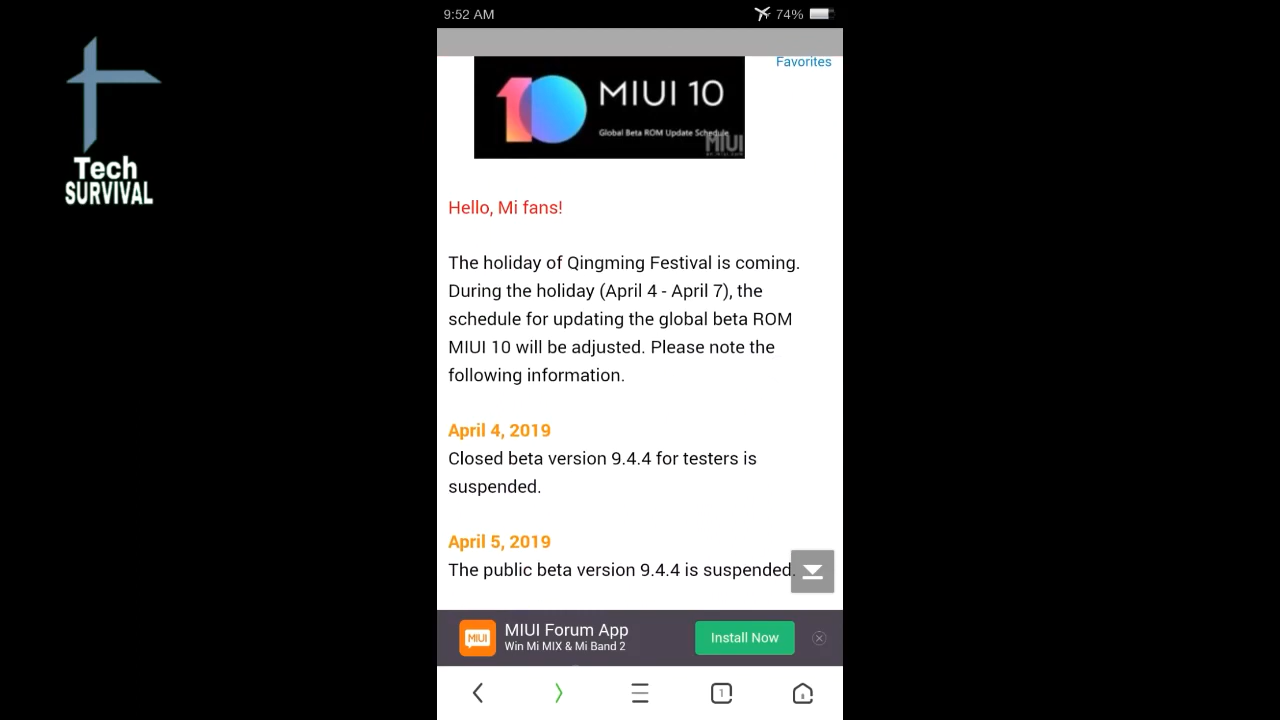 9:52 AM
74%
Tech
SURVIVAL
Favorites
10 MIUI 10
Global Beta ROM Update Schedule
MIUI
Hello, Mi fans!
The holiday of Qingming Festival is coming.
During the holiday (April 4 - April 7), the
schedule for updating the global beta ROM
MIUI 10 will be adjusted. Please note the
following information.
April 4, 2019
Closed beta version 9.4.4 for testers is
suspended.
April 5, 2019
The public beta version 9.4.4 is suspended.
MIUI
MIUI Forum App
Win Mi MIX & Mi Band 2
Install Now
1